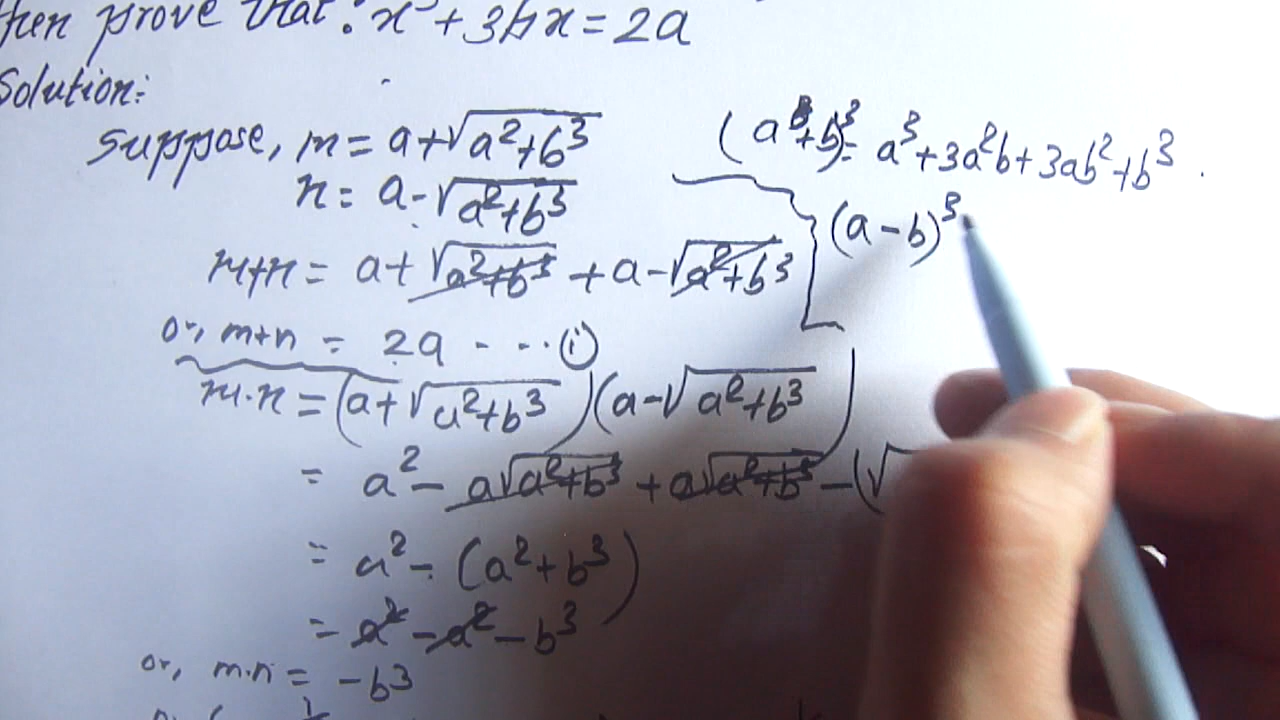 then prove that: x³ + 3bx = 2a
Solution:
suppose, m = a+√(a²+b³)
n = a-√(a²+b³)
m+n = a+√(a²+b³) + a-√(a²+b³)
or, m+n = 2a - - - (i)
m·n = (a+√(a²+b³))(a-√(a²+b³))
= a² - a√(a²+b³) + a√(a²+b³) - (√
= a² - (a²+b³)
= a² - a² - b³
or, m·n = -b3
(a+b)³= a³+3a²b+3ab²+b³.
(a-b)³